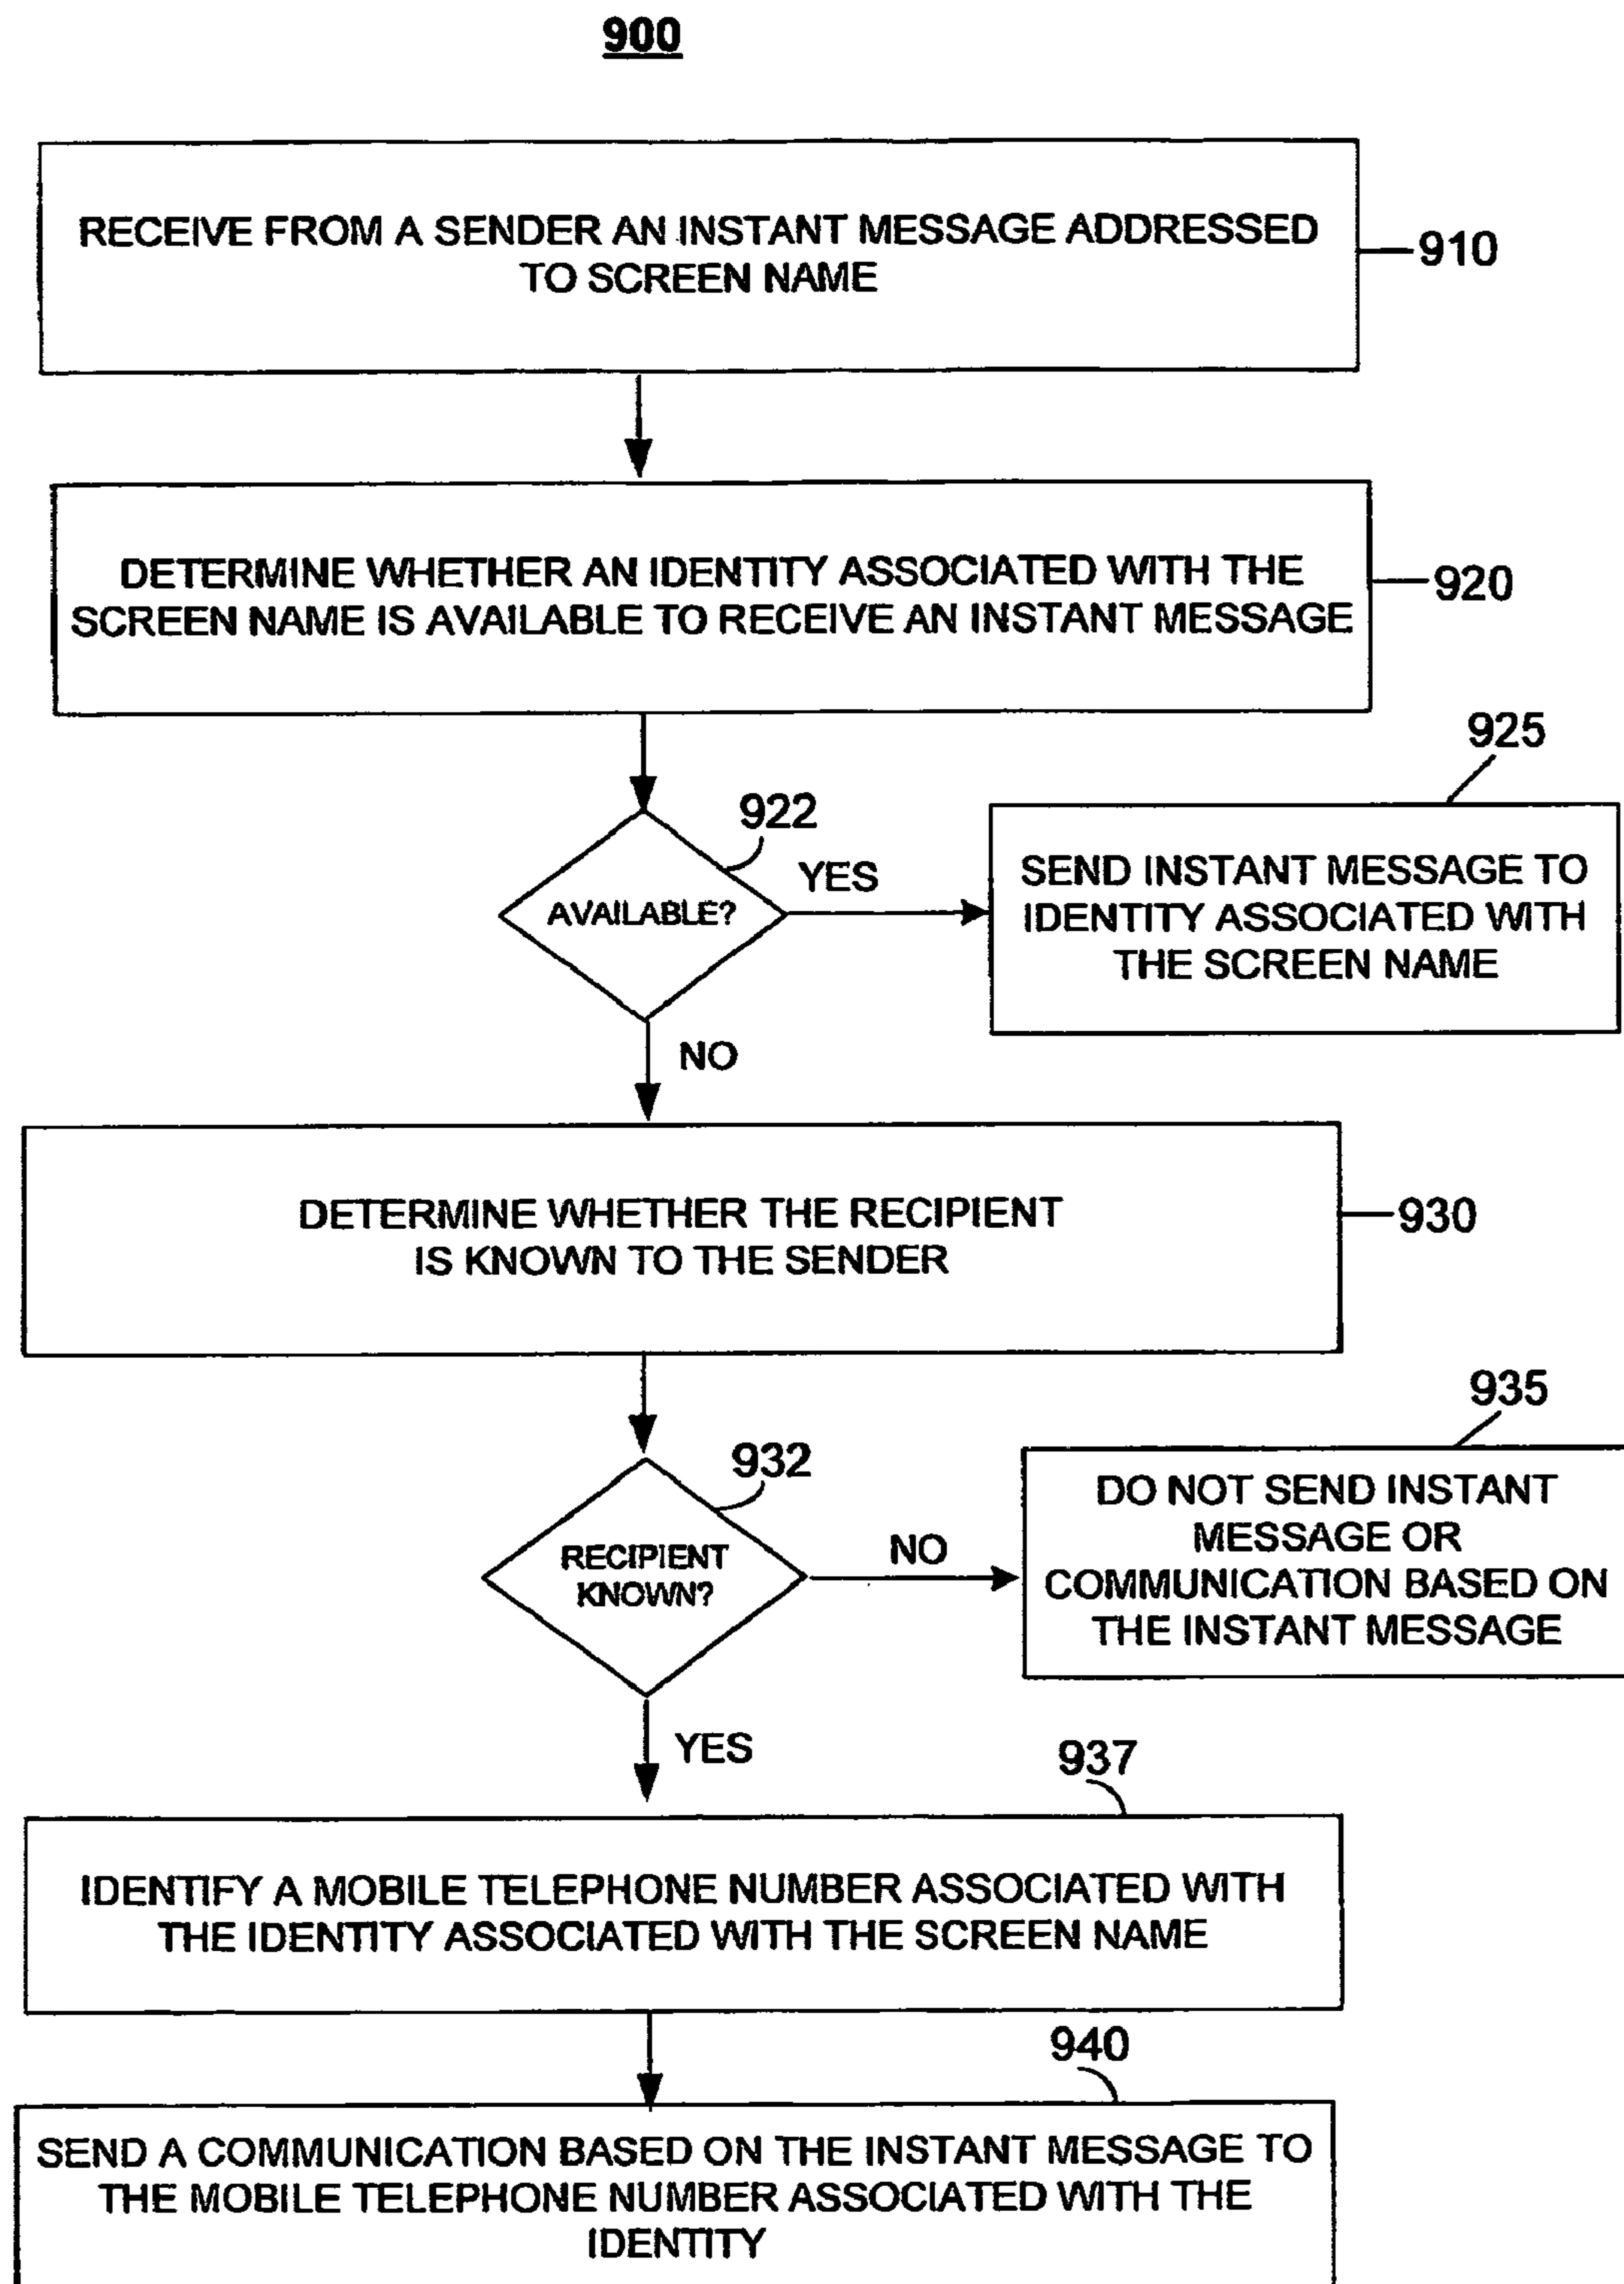 900
RECEIVE FROM A SENDER AN INSTANT MESSAGE ADDRESSED
TO SCREEN NAME
910
DETERMINE WHETHER AN IDENTITY ASSOCIATED WITH THE
SCREEN NAME IS AVAILABLE TO RECEIVE AN INSTANT MESSAGE
920
922
AVAILABLE?
YES
925
SEND INSTANT MESSAGE TO
IDENTITY ASSOCIATED WITH
THE SCREEN NAME
NO
DETERMINE WHETHER THE RECIPIENT
IS KNOWN TO THE SENDER
930
932
RECIPIENT
KNOWN?
NO
935
DO NOT SEND INSTANT
MESSAGE OR
COMMUNICATION BASED ON
THE INSTANT MESSAGE
YES
937
IDENTIFY A MOBILE TELEPHONE NUMBER ASSOCIATED WITH
THE IDENTITY ASSOCIATED WITH THE SCREEN NAME
940
SEND A COMMUNICATION BASED ON THE INSTANT MESSAGE TO
THE MOBILE TELEPHONE NUMBER ASSOCIATED WITH THE
IDENTITY